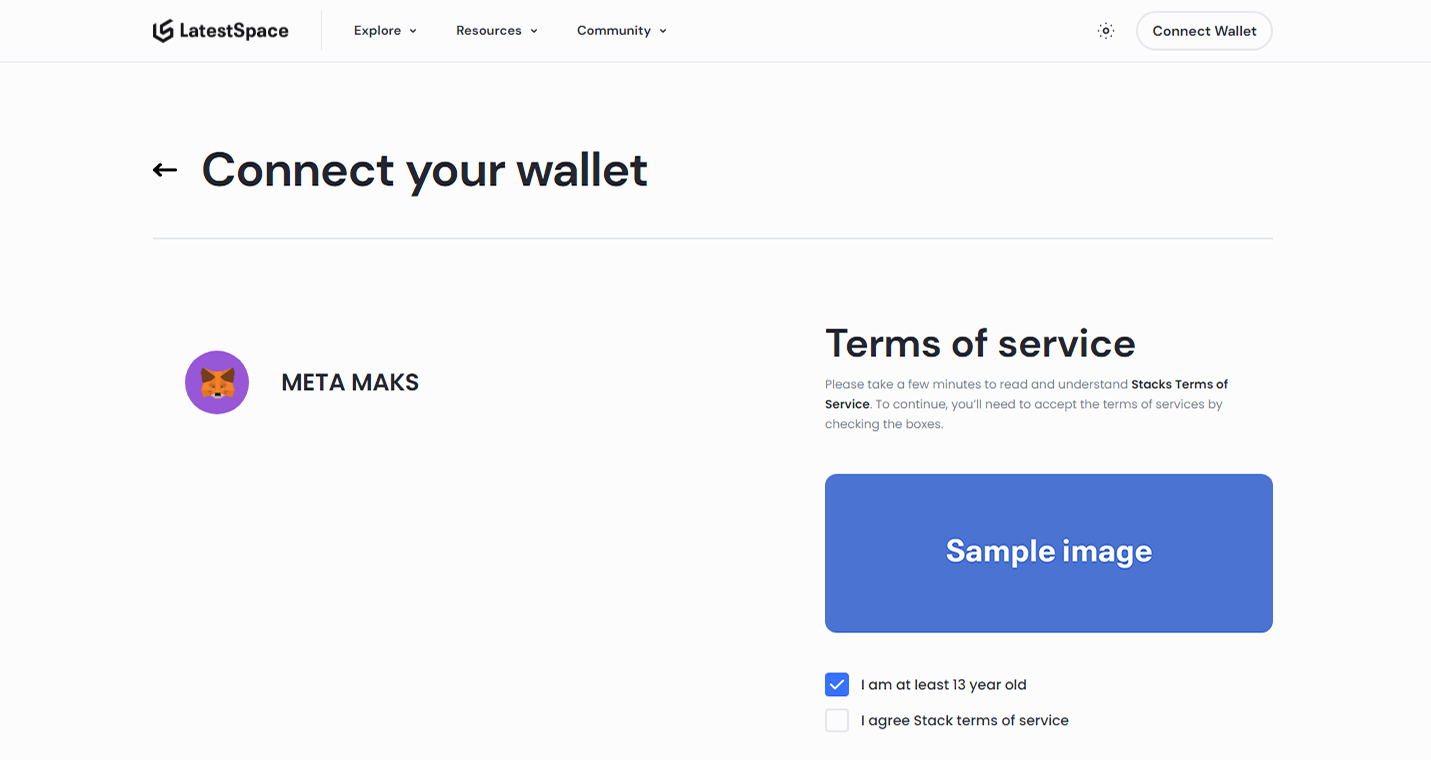 LatestSpace
Explore
Resources
Community
Connect Wallet
Connect your wallet
META MAKS
Terms of service
Please take a few minutes to read and understand Stacks Terms of
Service. To continue, you'll need to accept the terms of services by
checking the boxes.
Sample image
I am at least 13 year old
I agree Stack terms of service